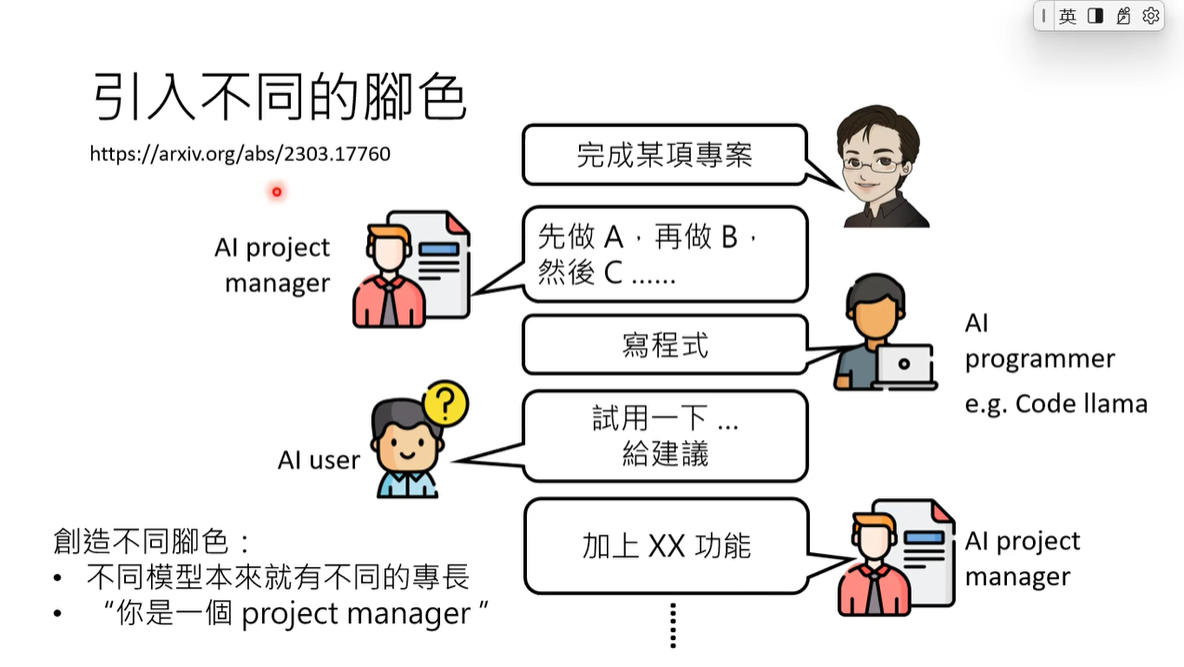 英
引入不同的腳色
https://arxiv.org/abs/2303.17760
完成某項專案
AI project
manager
先做 A，再做 B，
然後 C ......
寫程式
AI
programmer
e.g. Code llama
?
AI user
試用一下 ...
給建議
加上 XX 功能
AI project
manager
創造不同腳色：
• 不同模型本來就有不同的專長
• “你是一個 project manager ”